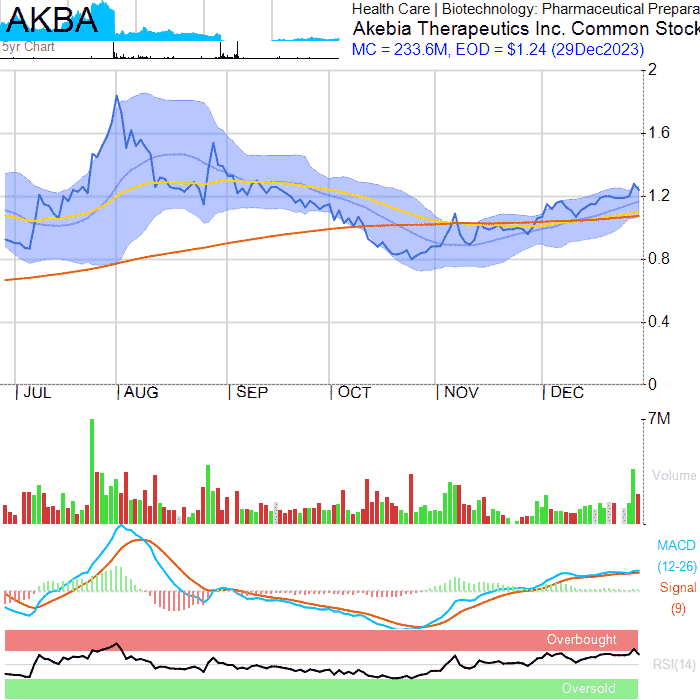 AKBA
5yr Chart
Health Care | Biotechnology: Pharmaceutical Prepara
Akebia Therapeutics Inc. Common Stock
MC = 233.6M, EOD = $1.24 (29Dec2023)
2
1.6
1.2
0.8
0.4
0
JUL
AUG
SEP
OCT
NOV
DEC
7M
Volume
MACD
(12-26)
Signal
(9)
Overbought
RSI(14)
Oversold